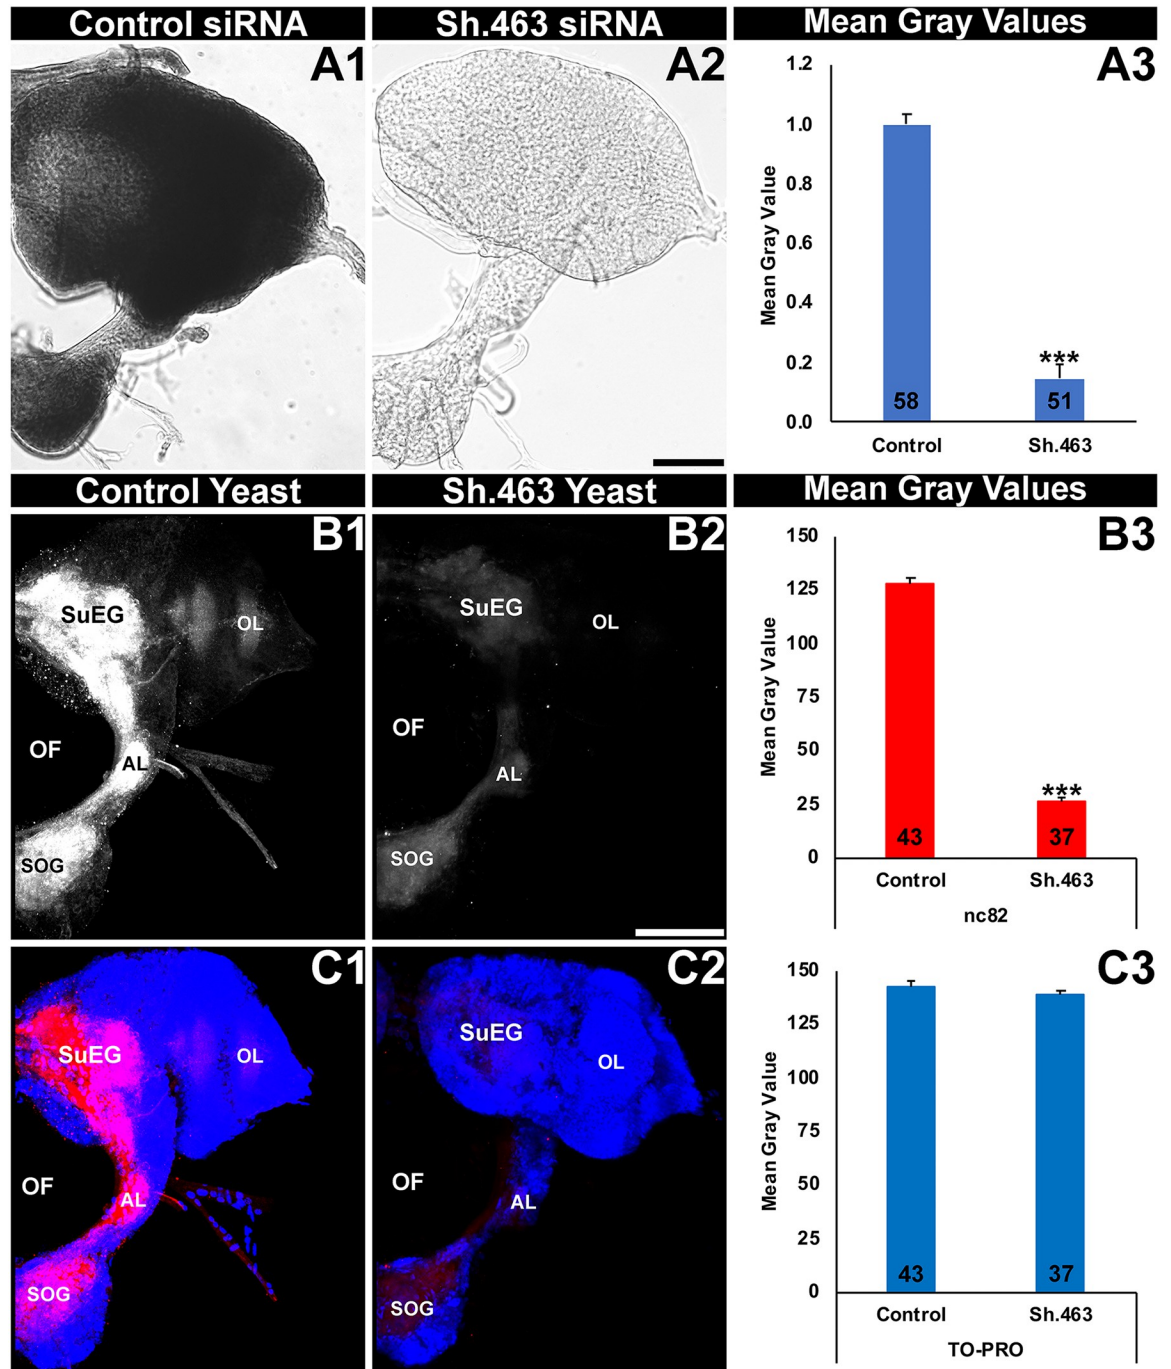 Control siRNA
Sh.463 siRNA
Mean Gray Values
A1
A2
A3
Mean Gray Value
1.2
1.0
0.8
0.6
0.4
0.2
0.0
***
58
51
Control
Sh.463
Control Yeast
Sh.463 Yeast
Mean Gray Values
B1
SuEG
OL
OF
AL
SOG
B2
SuEG
OL
OF
AL
SOG
B3
Mean Gray Value
150
125
100
75
50
25
0
***
43
37
Control
Sh.463
nc82
C1
SuEG
OL
OF
AL
SOG
C2
SuEG
OL
OF
AL
SOG
C3
Mean Gray Value
150
125
100
75
50
25
0
43
37
Control
Sh.463
TO-PRO